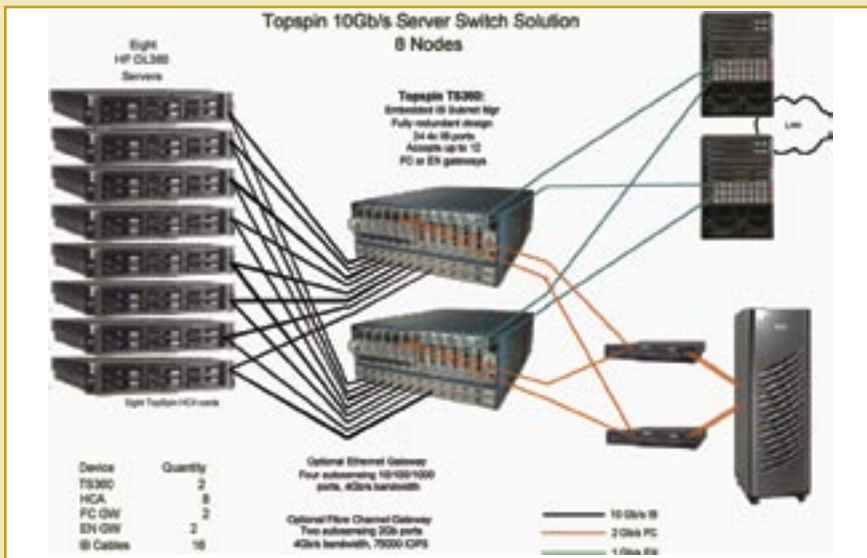 Topspin 10Gb/s Server Switch Solution
8 Nodes
Eight
HP DL360
Servers
Topspin TS360:
Embedded IB Subnet Mgr
Fully redundant design
24 4x IB ports
Accepts up to 12
FC or EN gateways
LAN
Eight TopSpin HCA cards
Optional Ethernet Gateway
Four autosensing 10/100/1000
ports, 4Gb/s bandwidth
Optional Fibre Channel Gateway
Two autosensing 2Gb ports
4Gb/s bandwidth, 75000 IOPS
Device Quantity
TS360 2
HCA 8
FC GW 2
EN GW 2
IB Cables 16
10 Gb/s IB
2 Gb/s FC
1 Gb/s EN